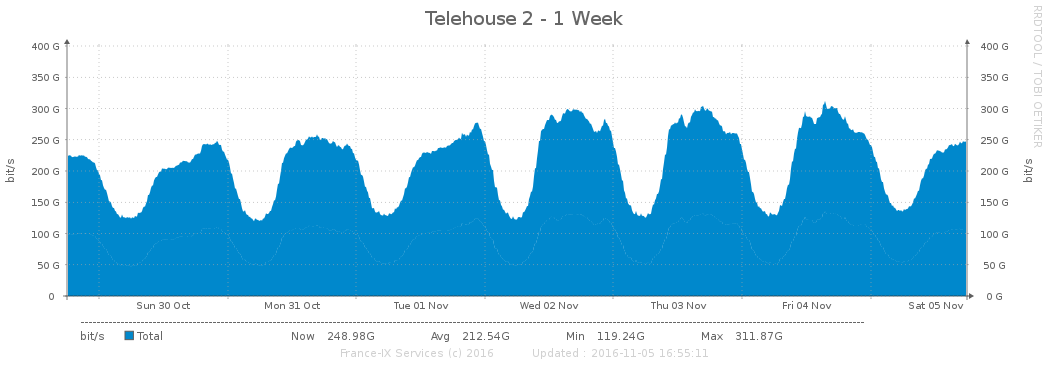 Telehouse 2 - 1 Week
RRDTOOL / TOBI OETIKER
400 G 400 G
350 G 350 G
300 G 300 G
250 G 250 G
200 G 200 G
150 G 150 G
100 G 100 G
50 G 50 G
0 0 G
bit/s bit/s
Sun 30 Oct Mon 31 Oct Tue 01 Nov Wed 02 Nov Thu 03 Nov Fri 04 Nov Sat 05 Nov
bit/s Total Now 248.98G Avg 212.54G Min 119.24G Max 311.87G
France-IX Services (c) 2016 Updated : 2016-11-05 16:55:11